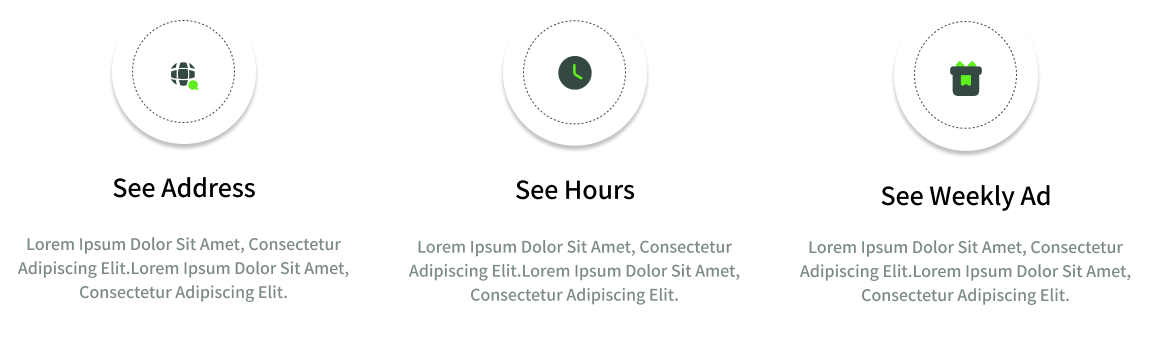 See Address
Lorem Ipsum Dolor Sit Amet, Consectetur
Adipiscing Elit.Lorem Ipsum Dolor Sit Amet,
Consectetur Adipiscing Elit.
See Hours
Lorem Ipsum Dolor Sit Amet, Consectetur
Adipiscing Elit.Lorem Ipsum Dolor Sit Amet,
Consectetur Adipiscing Elit.
See Weekly Ad
Lorem Ipsum Dolor Sit Amet, Consectetur
Adipiscing Elit.Lorem Ipsum Dolor Sit Amet,
Consectetur Adipiscing Elit.